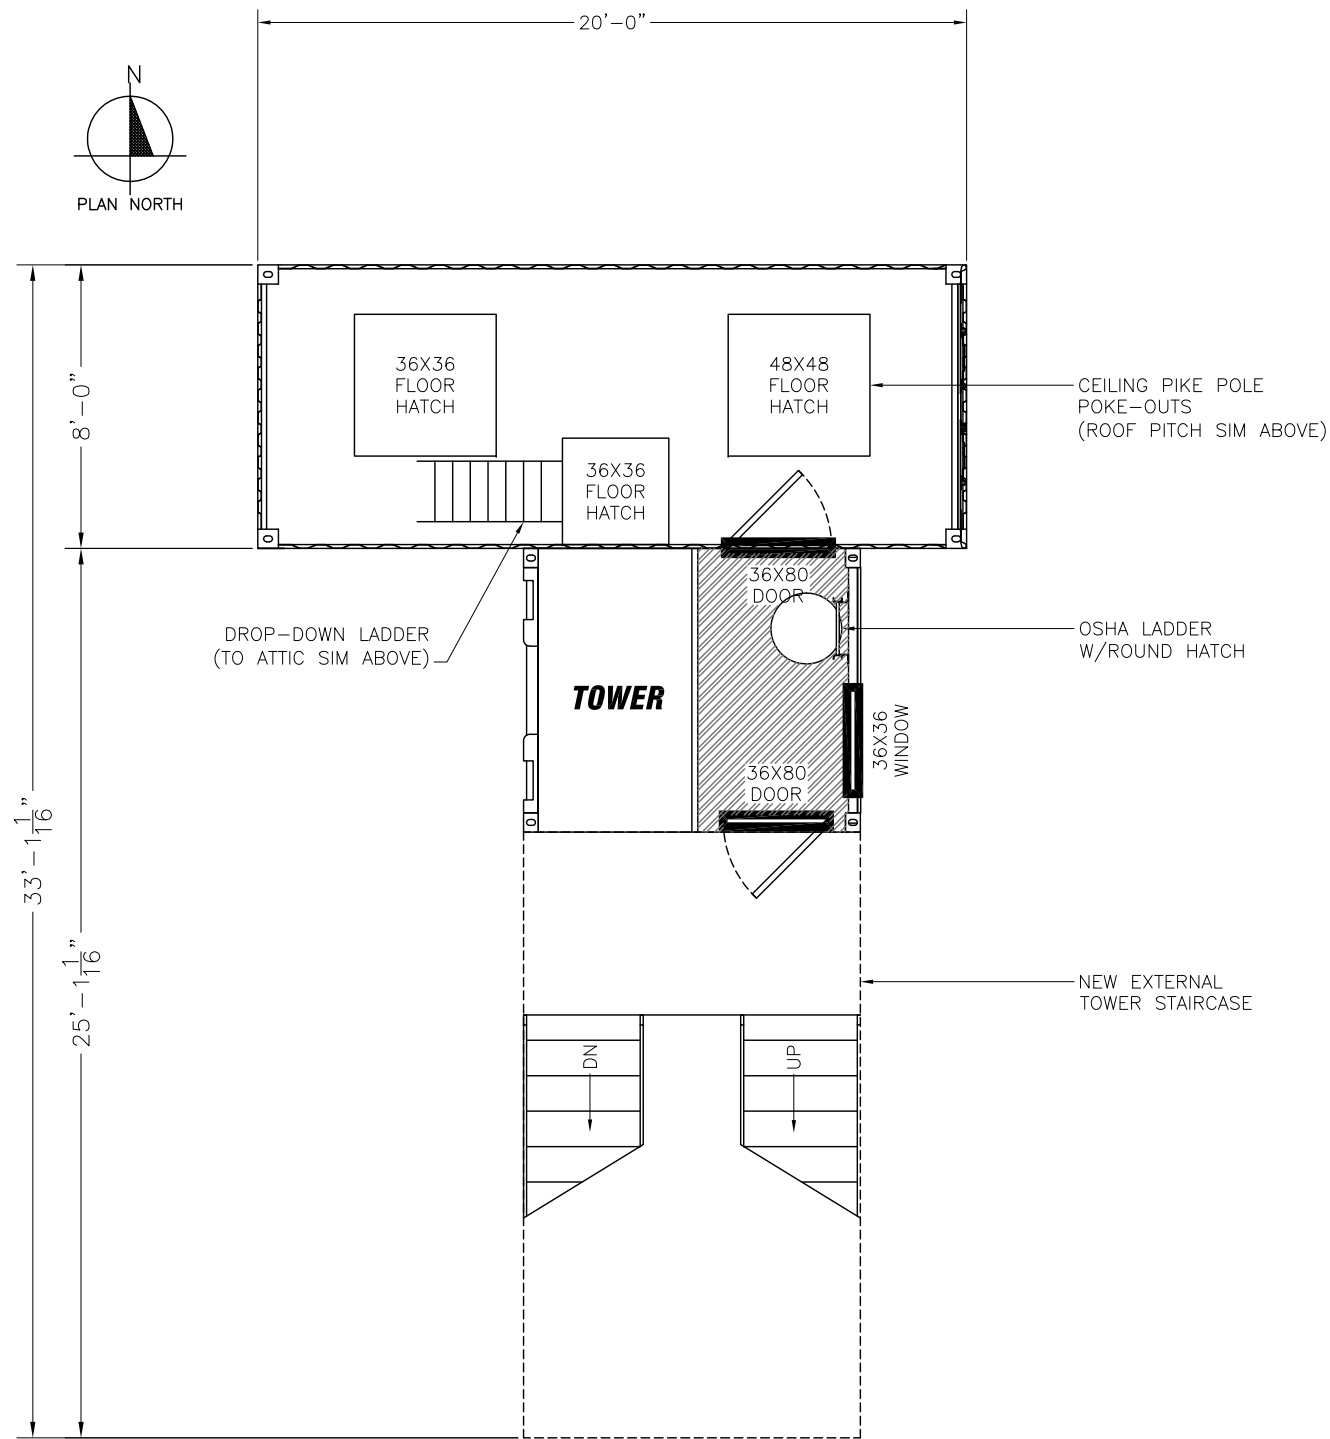 20'-0"
N
PLAN NORTH
36X36
FLOOR
HATCH
48X48
FLOOR
HATCH
CEILING PIKE POLE
POKE-OUTS
(ROOF PITCH SIM ABOVE)
8'-0"
36X36
FLOOR
HATCH
36X80
DOOR
DROP-DOWN LADDER
(TO ATTIC SIM ABOVE)
OSHA LADDER
W/ROUND HATCH
TOWER
36X36
WINDOW
36X80
DOOR
33'-1 1/16"
25'-1 1/16"
NEW EXTERNAL
TOWER STAIRCASE
DN
UP